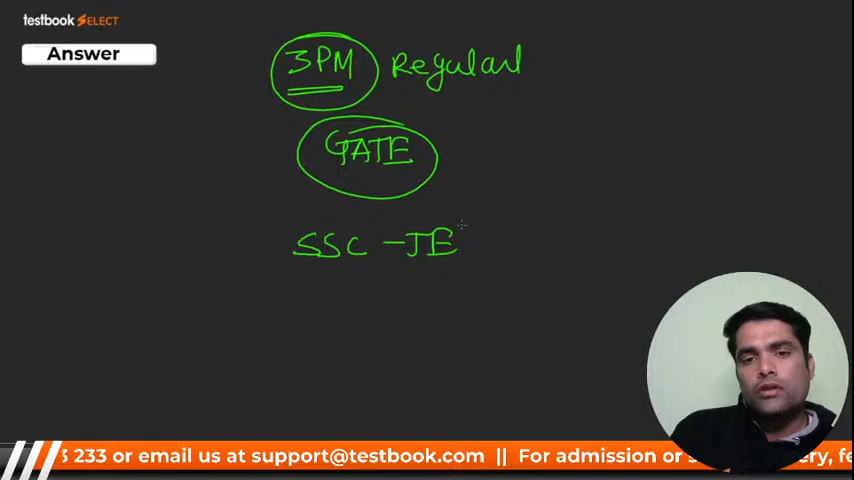 testbook SELECT
Answer
3PM Regular
GATE
SSC - JE
233 or email us at support@testbook.com || For admission or